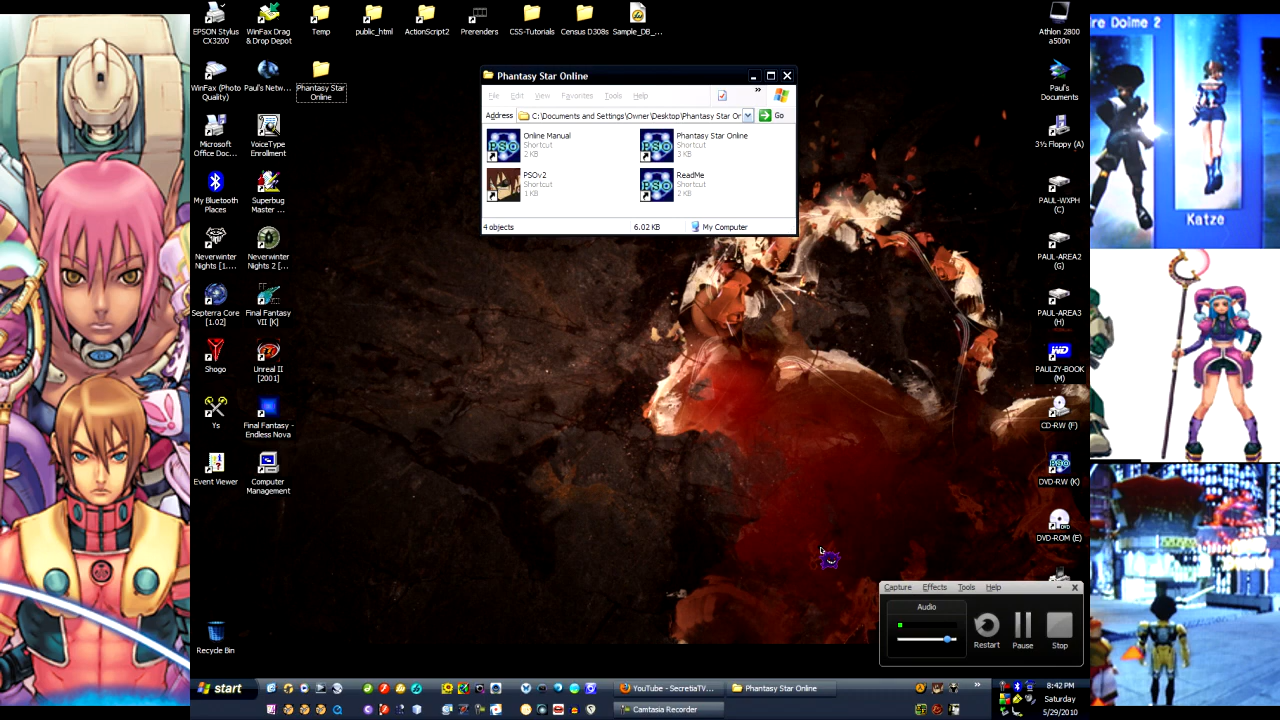 EPSON Stylus
CX3200
WinFax Drag
& Drop Depot
Temp
public_html
ActionScript2
Prerenders
CSS-Tutorials
Census D308s
Sample_DB_...
WinFax (Photo
Quality)
Paul's Netw...
Phantasy Star
Online
Microsoft
Office Doc...
VoiceType
Enrollment
My Bluetooth
Places
Superbug
Master ...
Neverwinter
Nights [1....
Neverwinter
Nights 2 [...
Septerra Core
[1.02]
Final Fantasy
VII [K]
Shogo
Unreal II
[2001]
Ys
Final Fantasy -
Endless Nova
Event Viewer
Computer
Management
Recycle Bin
Phantasy Star Online
File Edit View Favorites Tools Help
»
Address C:\Documents and Settings\Owner\Desktop\Phantasy Star Or Go
PSO
Online Manual
Shortcut
2 KB
PSO
Phantasy Star Online
Shortcut
3 KB
PSOv2
Shortcut
1 KB
PSO
ReadMe
Shortcut
2 KB
4 objects 6.02 KB My Computer
Athlon 2800
a500n
Paul's
Documents
3½ Floppy (A)
PAUL-WXPH
(C)
PAUL-AREA2
(G)
PAUL-AREA3
(H)
WD
PAULZY-BOOK
(M)
CD-RW (F)
PSO
DVD-RW (K)
DVD
DVD-ROM (E)
re Dolme 2
Katze
Capture Effects Tools Help
Audio
Restart Pause Stop
start
YouTube - SecretiaTV...
Phantasy Star Online
»
8:42 PM
Camtasia Recorder
Saturday
5/29/2010